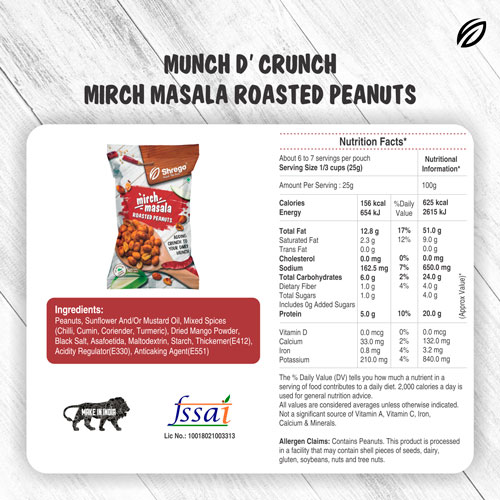 MUNCH D' CRUNCH
MIRCH MASALA ROASTED PEANUTS
Shrego
mirch
masala
ROASTED PEANUTS
ADDING
CRUNCH TO
YOUR DAILY
MUNCH
Ingredients:
Peanuts, Sunflower And/Or Mustard Oil, Mixed Spices
(Chilli, Cumin, Coriender, Turmeric), Dried Mango Powder,
Black Salt, Asafoetida, Maltodextrin, Starch, Thickerner(E412),
Acidity Regulator(E330), Anticaking Agent(E551)
MAKE IN INDIA
fssai
Lic No.: 10018021003313
Nutrition Facts*
About 6 to 7 servings per pouch
Serving Size 1/3 cups (25g)
Nutritional
Information*
Amount Per Serving : 25g 100g
Calories 156 kcal %Daily 625 kcal
Energy 654 kJ Value 2615 kJ
Total Fat 12.8 g 17% 51.0 g
Saturated Fat 2.3 g 12% 9.0 g
Trans Fat 0.0 g 0.0 g
Cholesterol 0.0 mg 0% 0.0 mg
Sodium 162.5 mg 7% 650.0 mg
Total Carbohydrates 6.0 g 2% 24.0 g
Dietary Fiber 1.0 g 4% 4.0 g
Total Sugars 1.0 g 4.0 g
Includes 0g Added Sugars
Protein 5.0 g 10% 20.0 g
(Approx Value)*
Vitamin D 0.0 mcg 0% 0.0 mcg
Calcium 33.0 mg 2% 132.0 mg
Iron 0.8 mg 4% 3.2 mg
Potassium 210.0 mg 4% 840.0 mg
The % Daily Value (DV) tells you how much a nutrient in a
serving of food contributes to a daily diet. 2,000 calories a day is
used for general nutrition advice.
All values are considered averages unless otherwise indicated.
Not a significant source of Vitamin A, Vitamin C, Iron,
Calcium & Minerals.
Allergen Claims: Contains Peanuts. This product is processed
in a facility that may contain shell pieces of seeds, dairy,
gluten, soybeans, nuts and tree nuts.